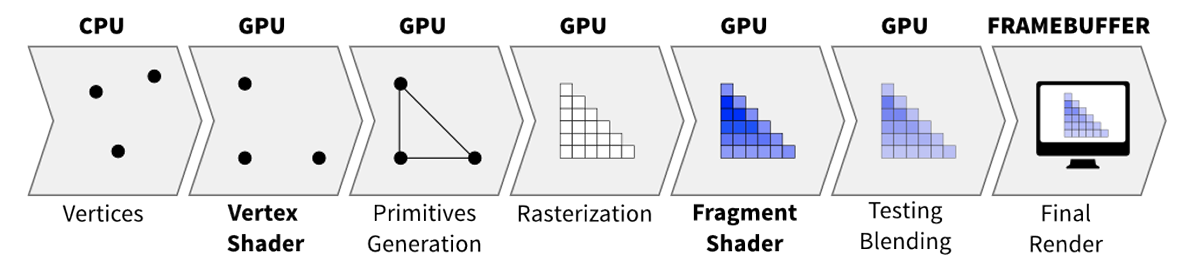 CPU
GPU
GPU
GPU
GPU
GPU
FRAMEBUFFER
Vertices
Vertex
Shader
Primitives
Generation
Rasterization
Fragment
Shader
Testing
Blending
Final
Render